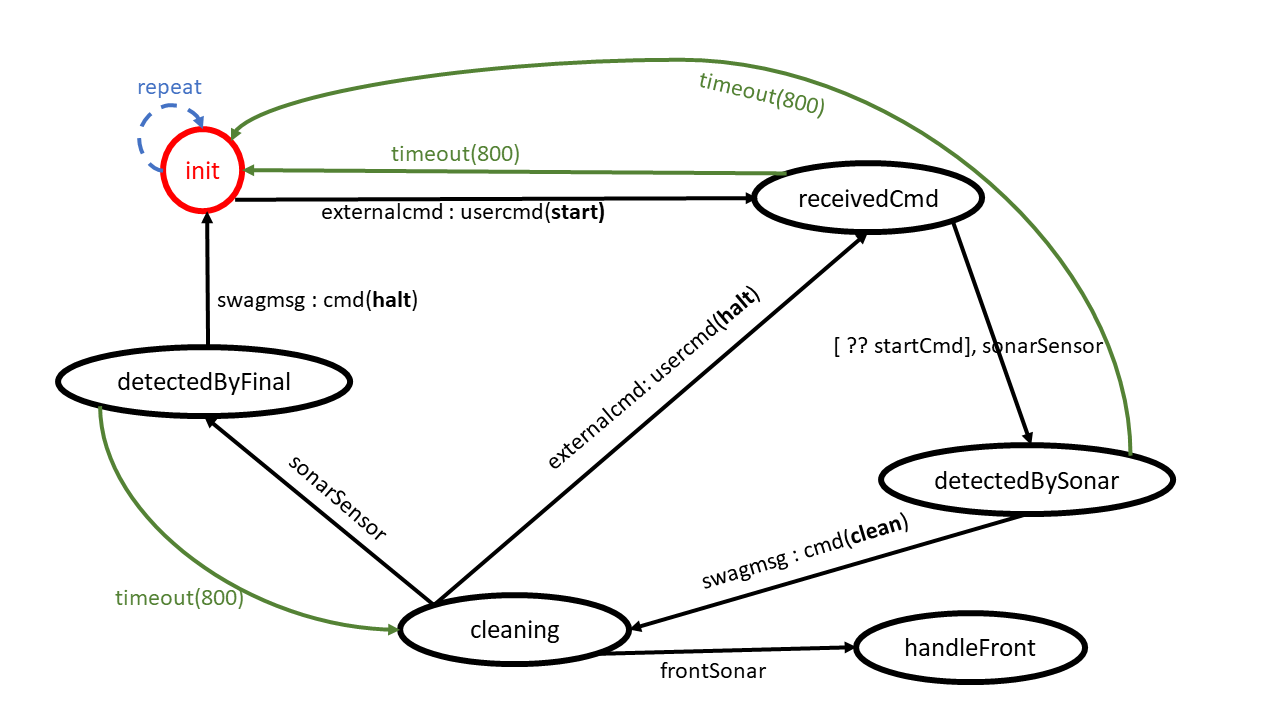 repeat
timeout(800)
init
timeout(800)
externalcmd : usercmd(start)
receivedCmd
swagmsg : cmd(halt)
externalcmd: usercmd(halt)
[ ?? startCmd], sonarSensor
detectedByFinal
sonarSensor
detectedBySonar
swagmsg : cmd(clean)
timeout(800)
cleaning
handleFront
frontSonar